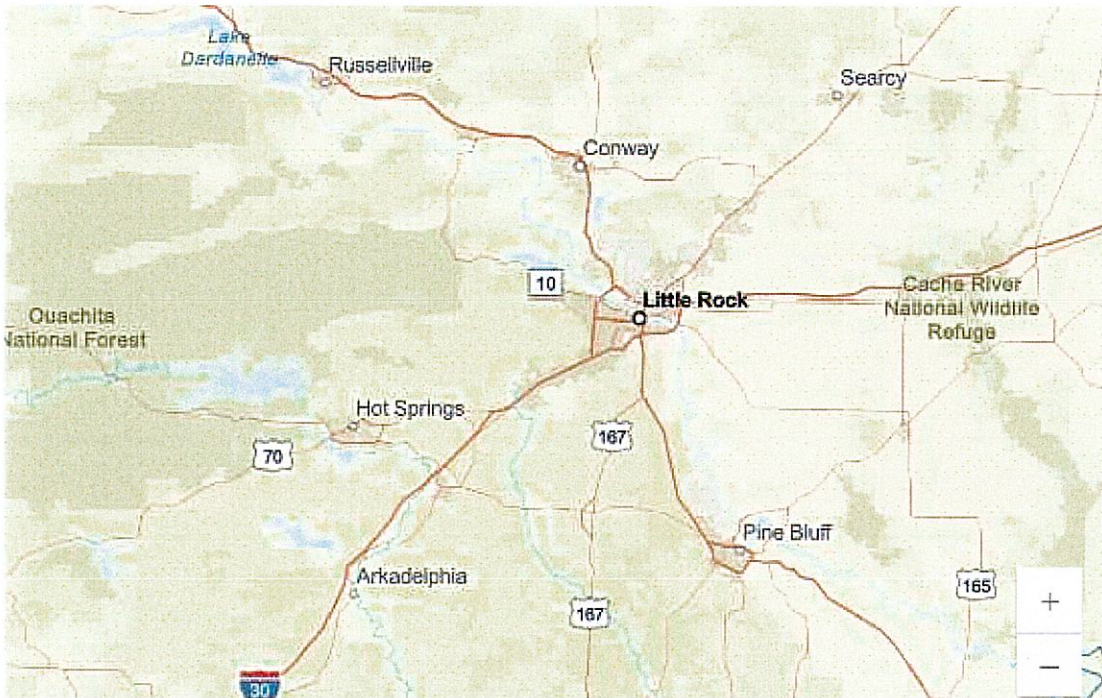 Lake
Dardanelle
Russellville
Searcy
Conway
10
Little Rock
Cache River
National Wildlife
Refuge
Ouachita
National Forest
Hot Springs
167
70
Pine Bluff
Arkadelphia
165
167
30
+
−